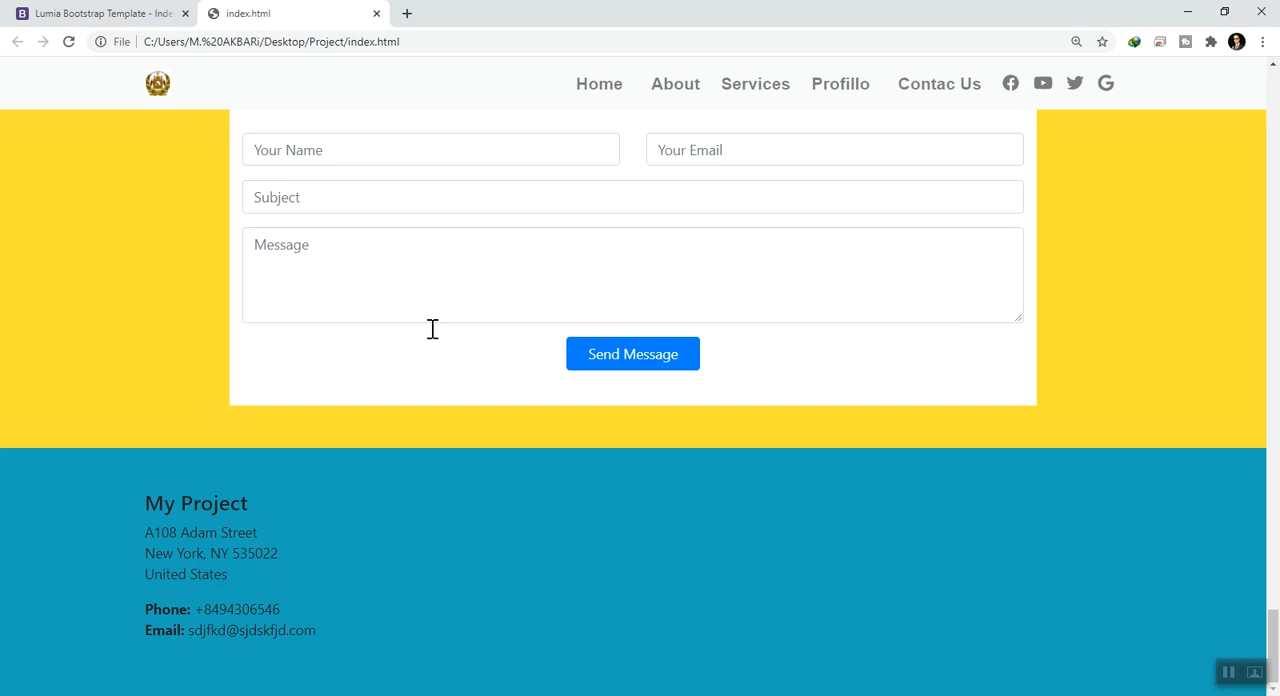 Lumia Bootstrap Template - Inde
index.html
File
C:/Users/M.%20AKBARi/Desktop/Project/index.html
Home About Services Profillo Contac Us
Your Name Your Email
Subject
Message
Send Message
My Project
A108 Adam Street
New York, NY 535022
United States
Phone: +8494306546
Email: sdjfkd@sjdskfjd.com